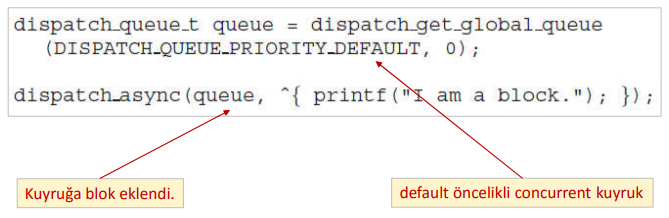 dispatch_queue_t queue = dispatch_get_global_queue
(DISPATCH_QUEUE_PRIORITY_DEFAULT, 0);
dispatch_async(queue, ^{ printf("I am a block."); });
Kuyruğa blok eklendi.
default öncelikli concurrent kuyruk